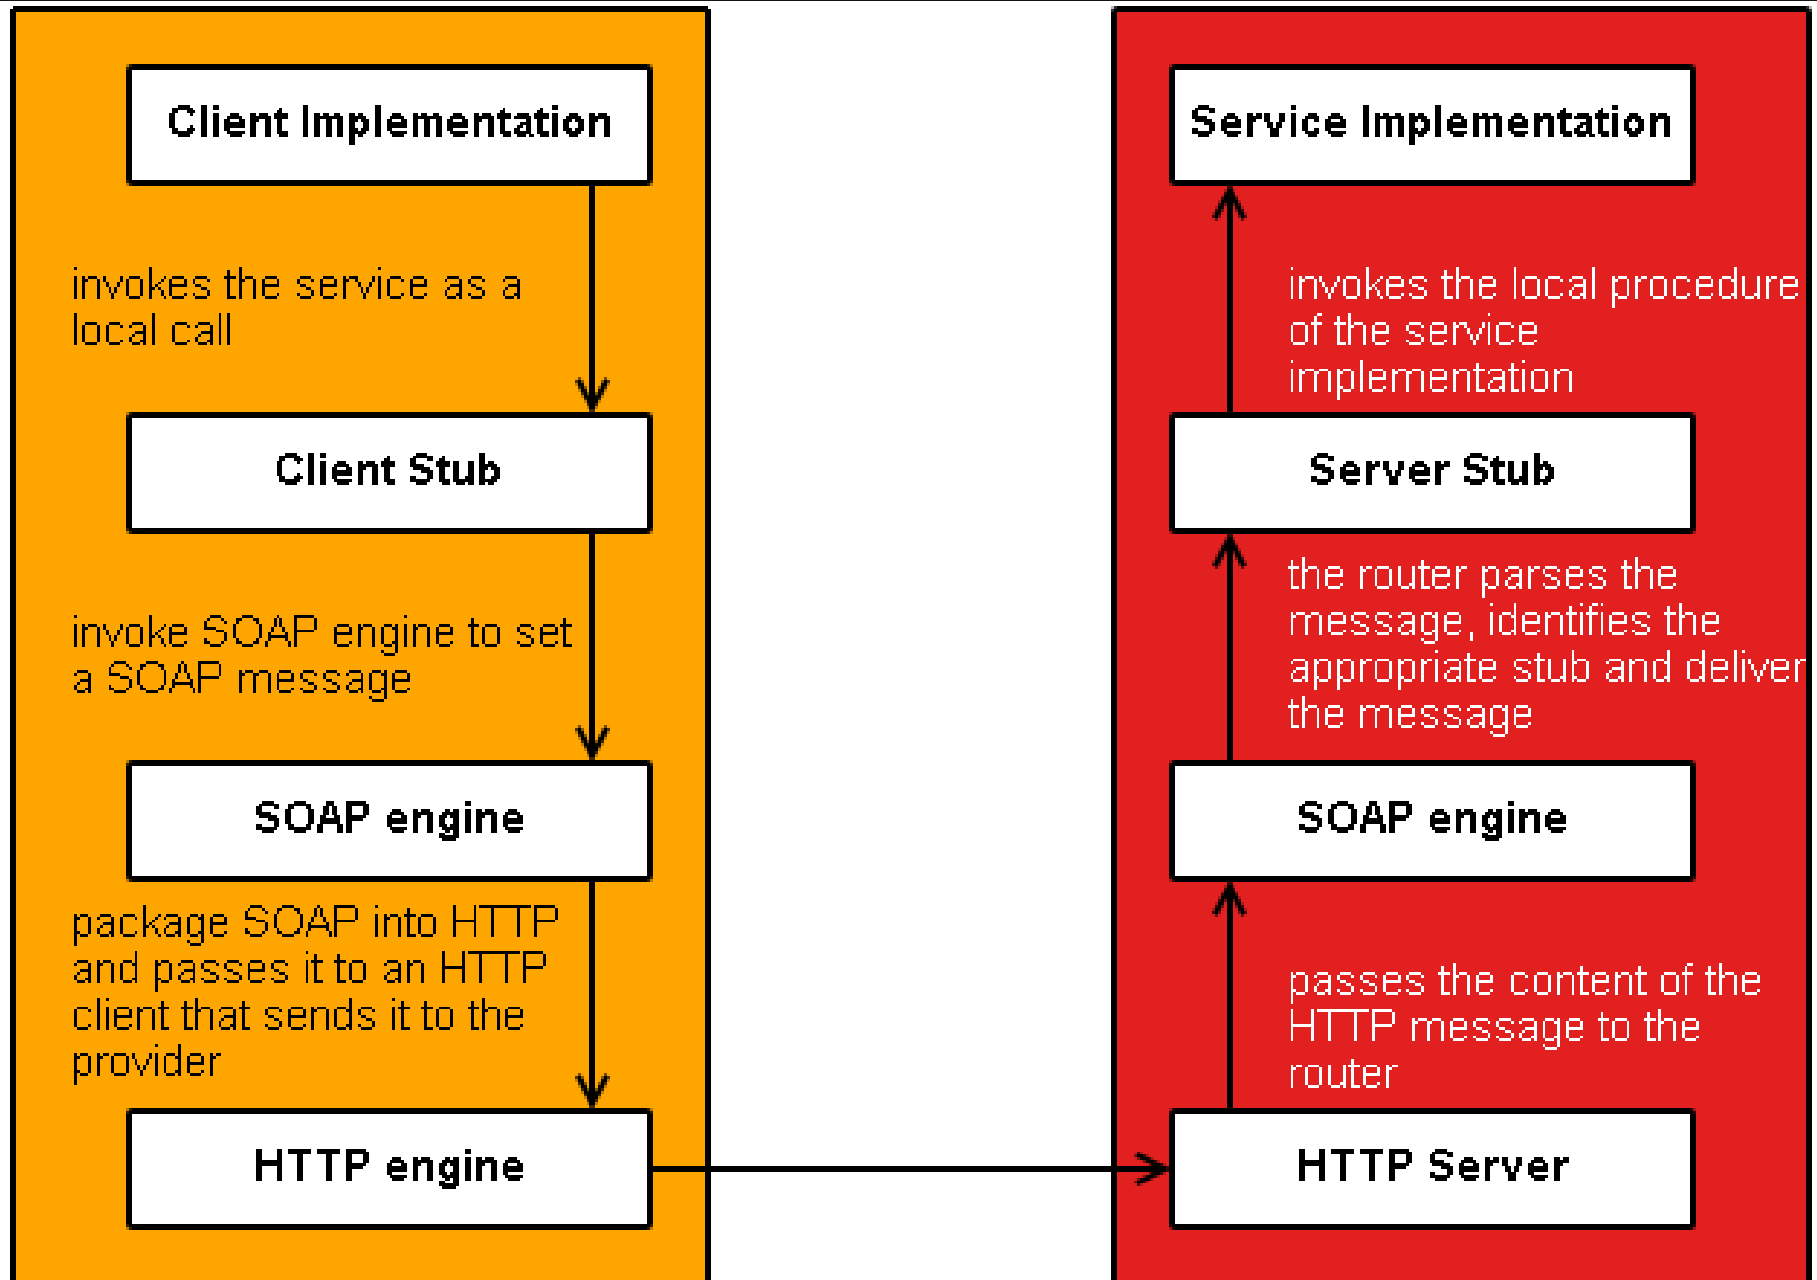 Client Implementation
invokes the service as a
local call
Client Stub
invoke SOAP engine to set
a SOAP message
SOAP engine
package SOAP into HTTP
and passes it to an HTTP
client that sends it to the
provider
HTTP engine
Service Implementation
invokes the local procedure
of the service
implementation
Server Stub
the router parses the
message, identifies the
appropriate stub and deliver
the message
SOAP engine
passes the content of the
HTTP message to the
router
HTTP Server